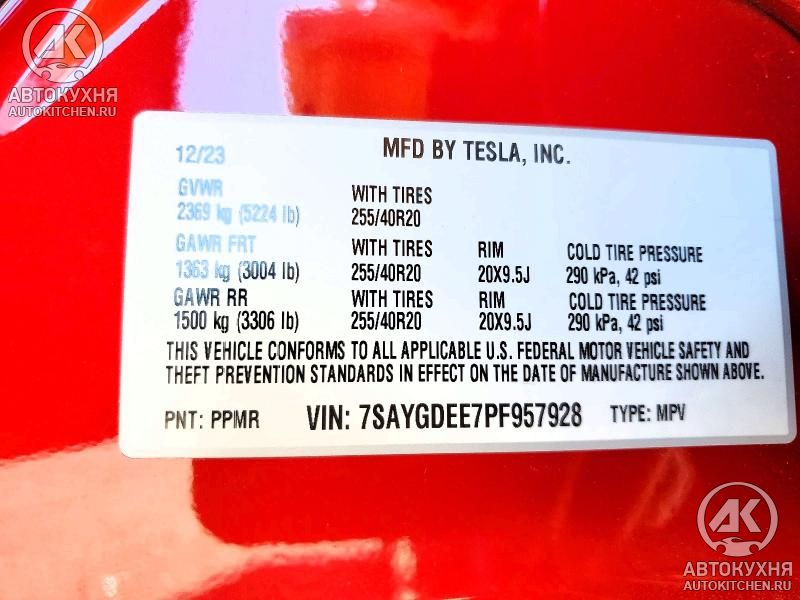 АК
АВТОКУХНЯ
AUTOKITCHEN.RU
12/23 MFD BY TESLA, INC.
GVWR WITH TIRES
2369 kg (5224 lb) 255/40R20
GAWR FRT WITH TIRES RIM COLD TIRE PRESSURE
1363 kg (3004 lb) 255/40R20 20X9.5J 290 kPa, 42 psi
GAWR RR WITH TIRES RIM COLD TIRE PRESSURE
1500 kg (3306 lb) 255/40R20 20X9.5J 290 kPa, 42 psi
THIS VEHICLE CONFORMS TO ALL APPLICABLE U.S. FEDERAL MOTOR VEHICLE SAFETY AND
THEFT PREVENTION STANDARDS IN EFFECT ON THE DATE OF MANUFACTURE SHOWN ABOVE.
PNT: PPMR VIN: 7SAYGDEE7PF957928 TYPE: MPV
АК
АВТОКУХНЯ
AUTOKITCHEN.RU